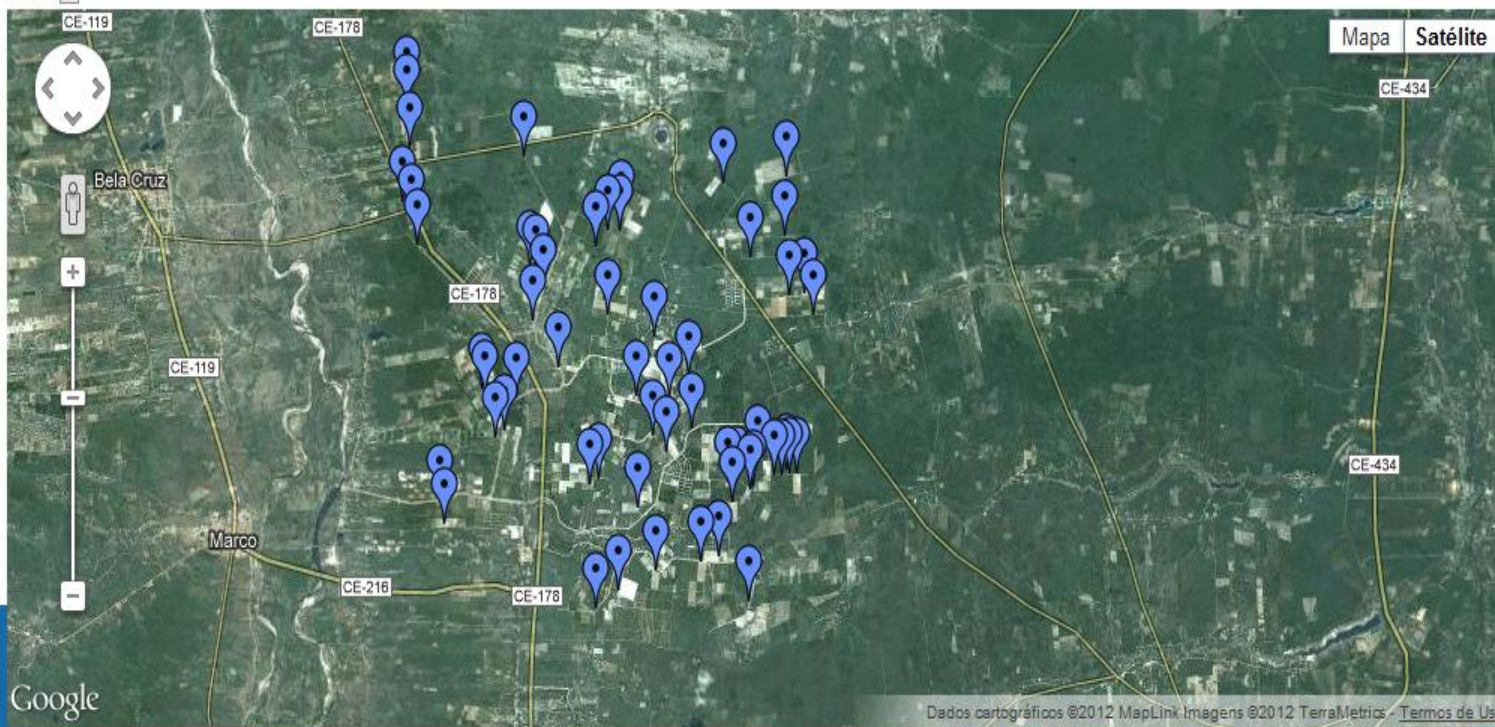 CE-119
CE-178
Mapa
Satélite
CE-434
Bela Cruz
CE-178
CE-119
CE-434
Marco
CE-216
CE-178
Google
Dados cartográficos ©2012 MapLink Imagens ©2012 TerraMetrics - Termos de Us